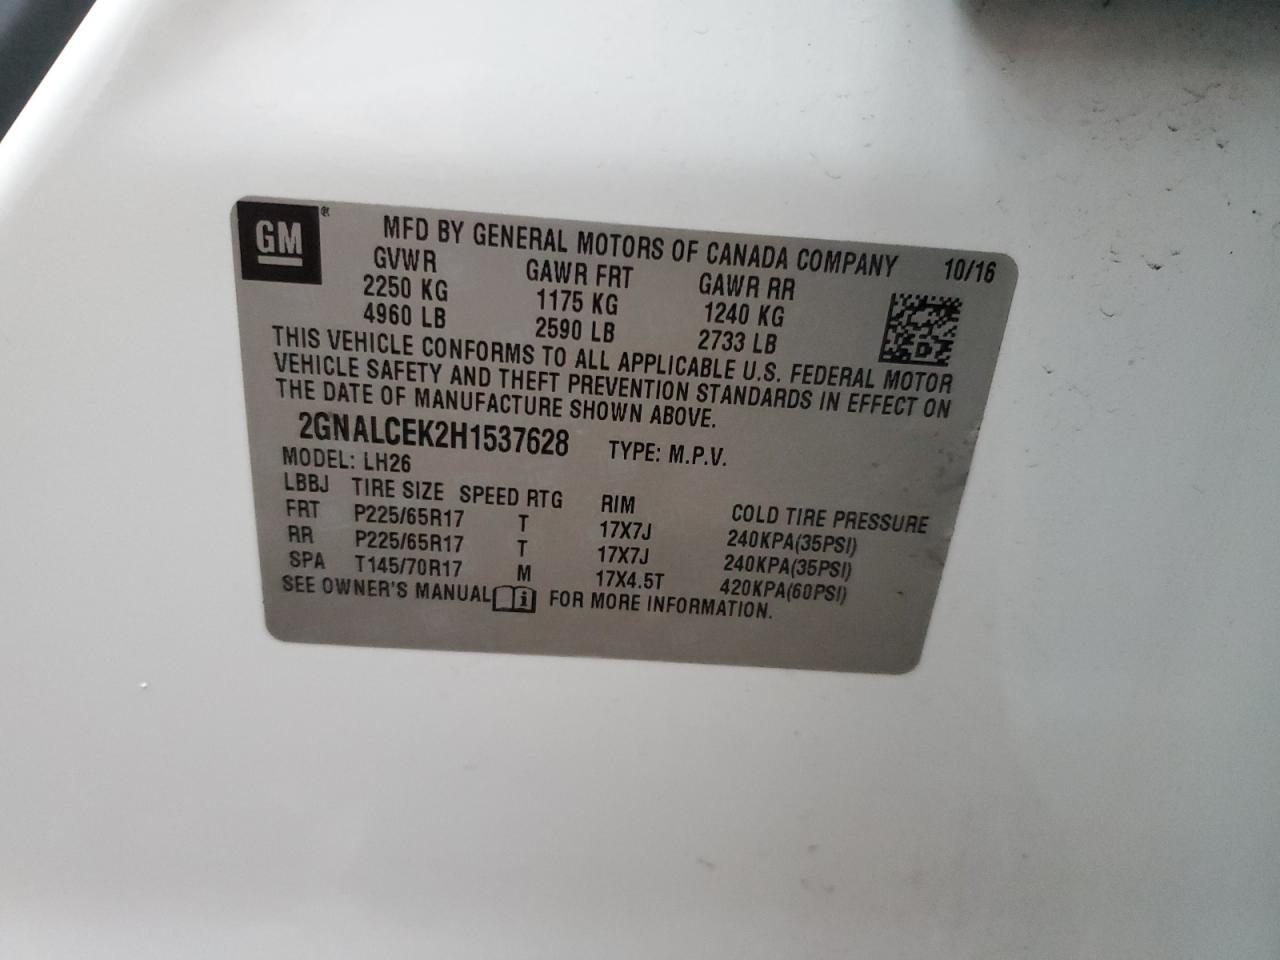 GM ®
MFD BY GENERAL MOTORS OF CANADA COMPANY 10/16
GVWR GAWR FRT GAWR RR
2250 KG 1175 KG 1240 KG
4960 LB 2590 LB 2733 LB
THIS VEHICLE CONFORMS TO ALL APPLICABLE U.S. FEDERAL MOTOR
VEHICLE SAFETY AND THEFT PREVENTION STANDARDS IN EFFECT ON
THE DATE OF MANUFACTURE SHOWN ABOVE.
2GNALCEK2H1537628 TYPE: M.P.V.
MODEL: LH26
LBBJ TIRE SIZE SPEED RTG RIM COLD TIRE PRESSURE
FRT P225/65R17 T 17X7J 240KPA(35PSI)
RR P225/65R17 T 17X7J 240KPA(35PSI)
SPA T145/70R17 M 17X4.5T 420KPA(60PSI)
SEE OWNER'S MANUAL i FOR MORE INFORMATION.